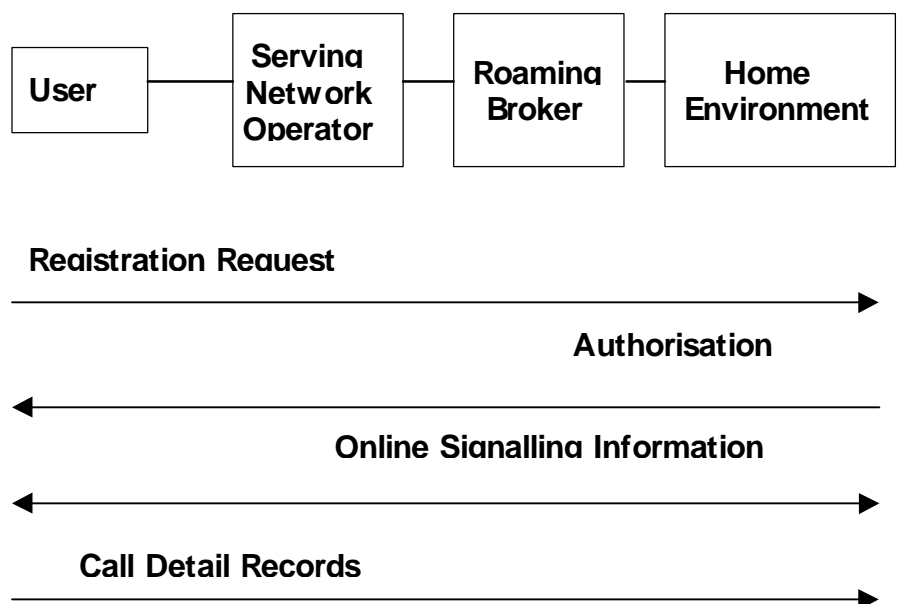 User
Serving
Network
Operator
Roaming
Broker
Home
Environment
Registration Request
Authorisation
Online Signalling Information
Call Detail Records